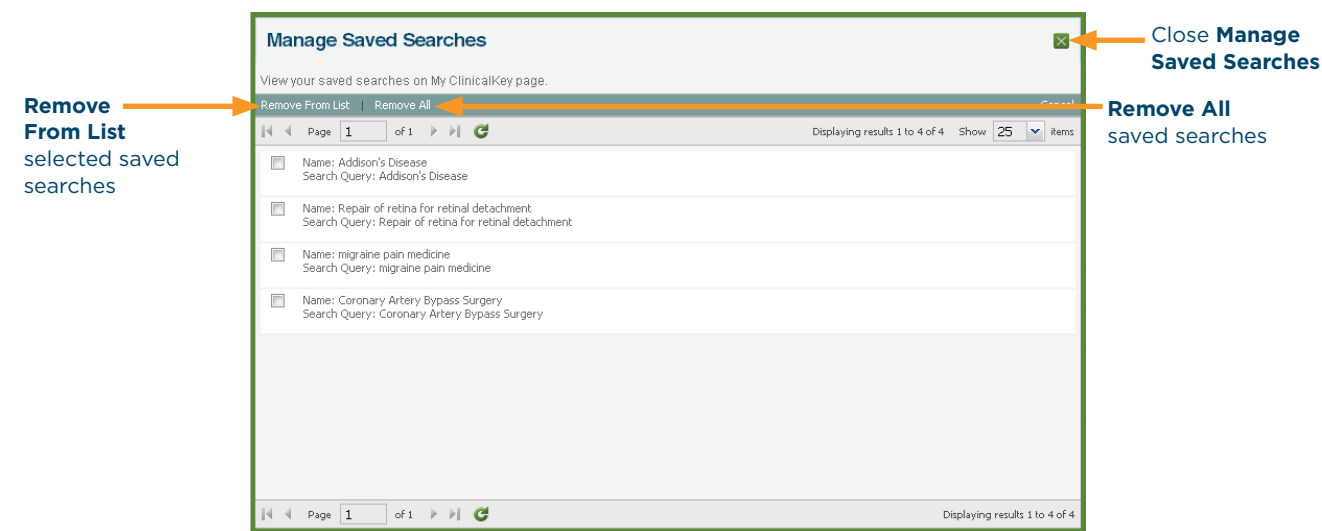 Manage Saved Searches
Close Manage
Saved Searches
View your saved searches on My ClinicalKey page.
Remove
From List
selected saved
searches
Remove From List | Remove All
Cancel
Remove All
saved searches
Page 1 of 1
Displaying results 1 to 4 of 4 Show 25 items
Name: Addison's Disease
Search Query: Addison's Disease
Name: Repair of retina for retinal detachment
Search Query: Repair of retina for retinal detachment
Name: migraine pain medicine
Search Query: migraine pain medicine
Name: Coronary Artery Bypass Surgery
Search Query: Coronary Artery Bypass Surgery
Page 1 of 1
Displaying results 1 to 4 of 4